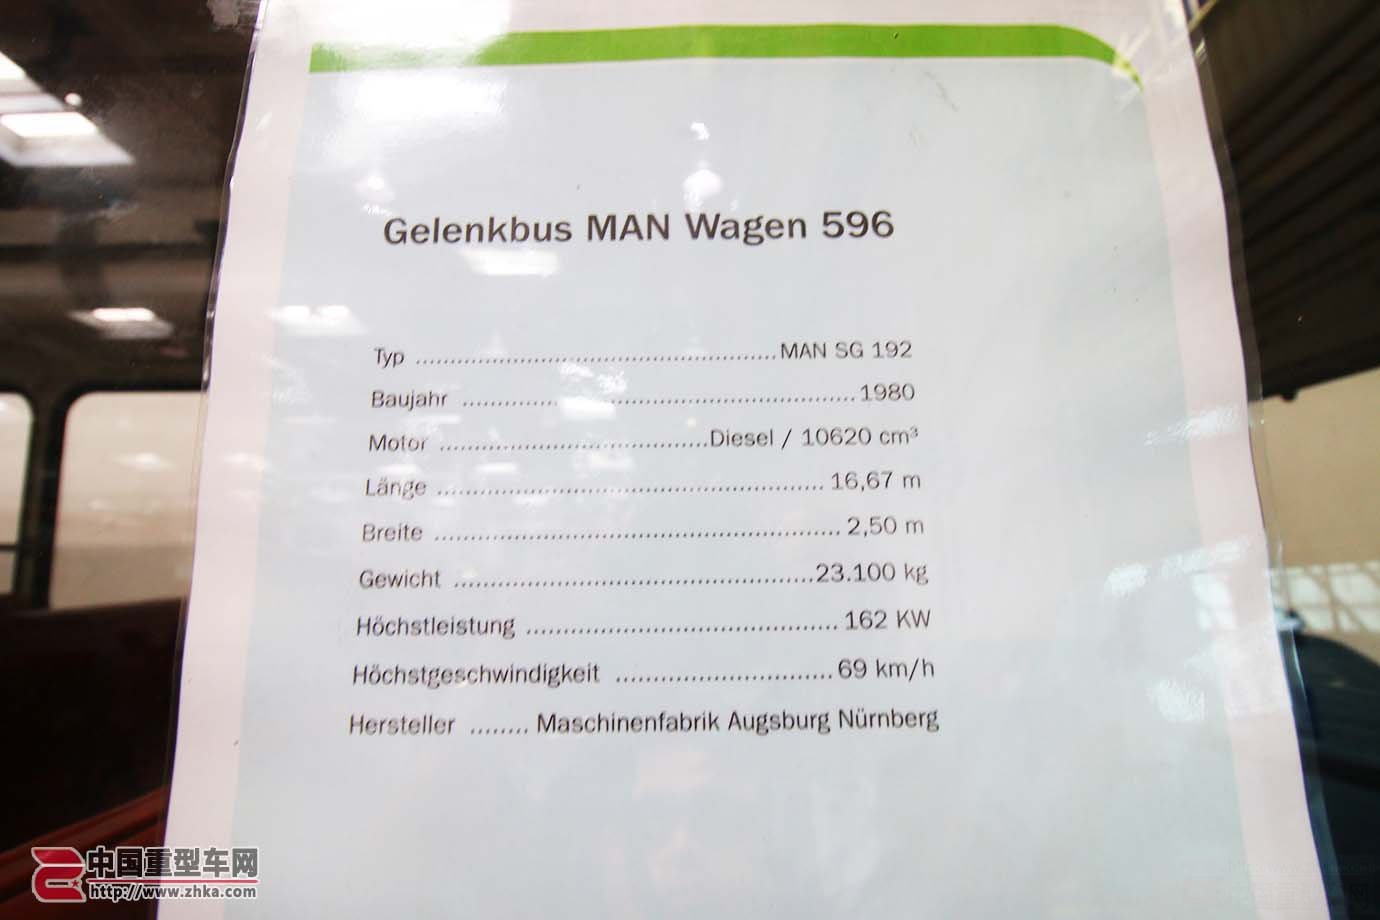 Gelenkbus MAN Wagen 596
Typ ........................................................ MAN SG 192
Baujahr ........................................................ 1980
Motor ....................................... Diesel / 10620 cm³
Länge ........................................................ 16,67 m
Breite ........................................................ 2,50 m
Gewicht .................................................. 23.100 kg
Höchstleistung .......................................... 162 KW
Höchstgeschwindigkeit ............................. 69 km/h
Hersteller ........ Maschinenfabrik Augsburg Nürnberg
中国重型车网
http://www.zhka.com